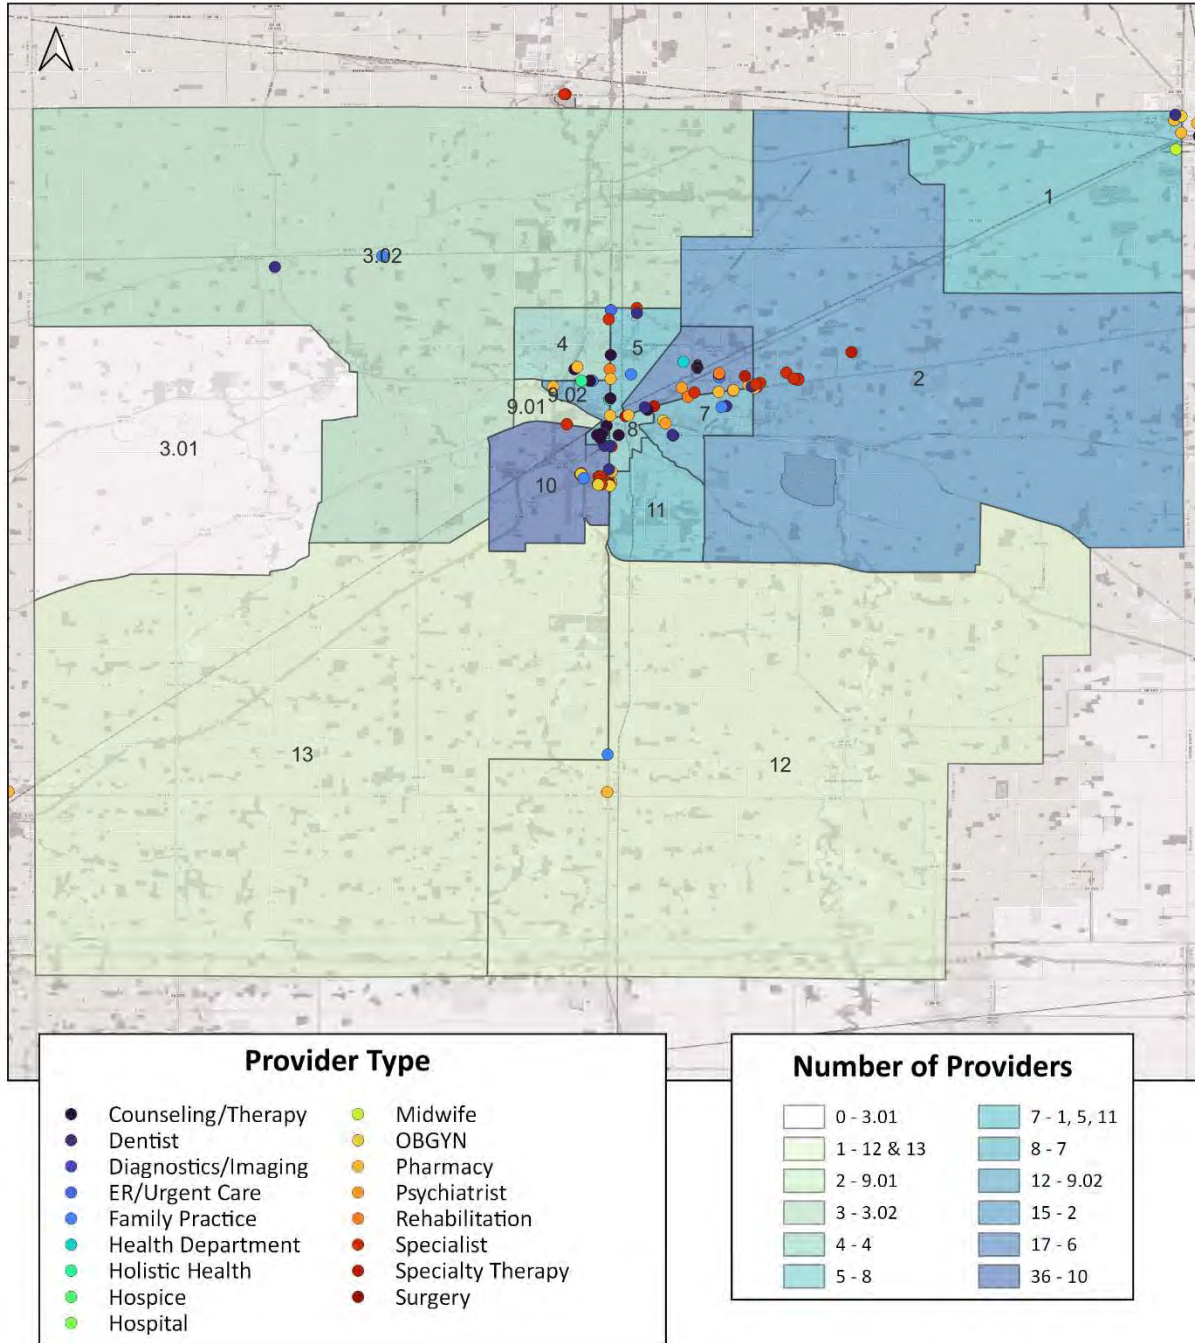 1
3.02
4
5
2
9.02
9.01
7
8
3.01
10
11
13
12
Provider Type
Counseling/Therapy
Dentist
Diagnostics/Imaging
ER/Urgent Care
Family Practice
Health Department
Holistic Health
Hospice
Hospital
Midwife
OBGYN
Pharmacy
Psychiatrist
Rehabilitation
Specialist
Specialty Therapy
Surgery
Number of Providers
0 - 3.01
1 - 12 & 13
2 - 9.01
3 - 3.02
4 - 4
5 - 8
7 - 1, 5, 11
8 - 7
12 - 9.02
15 - 2
17 - 6
36 - 10